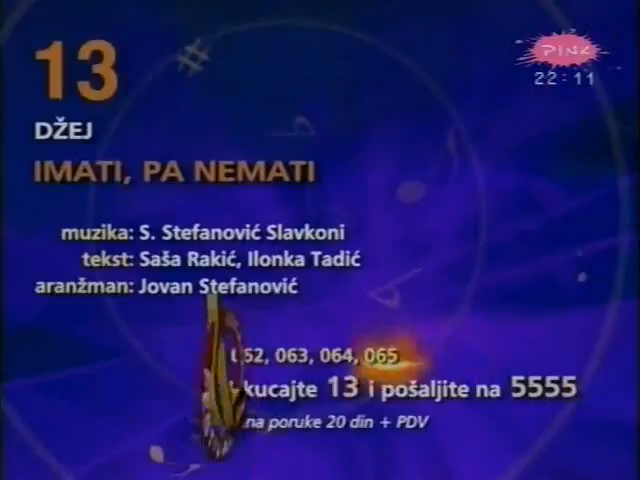 13
PINK
22:11
DŽEJ
IMATI, PA NEMATI
muzika: S. Stefanović Slavkoni
tekst: Saša Rakić, Ilonka Tadić
aranžman: Jovan Stefanović
062, 063, 064, 065
kucajte 13 i pošaljite na 5555
na poruke 20 din + PDV